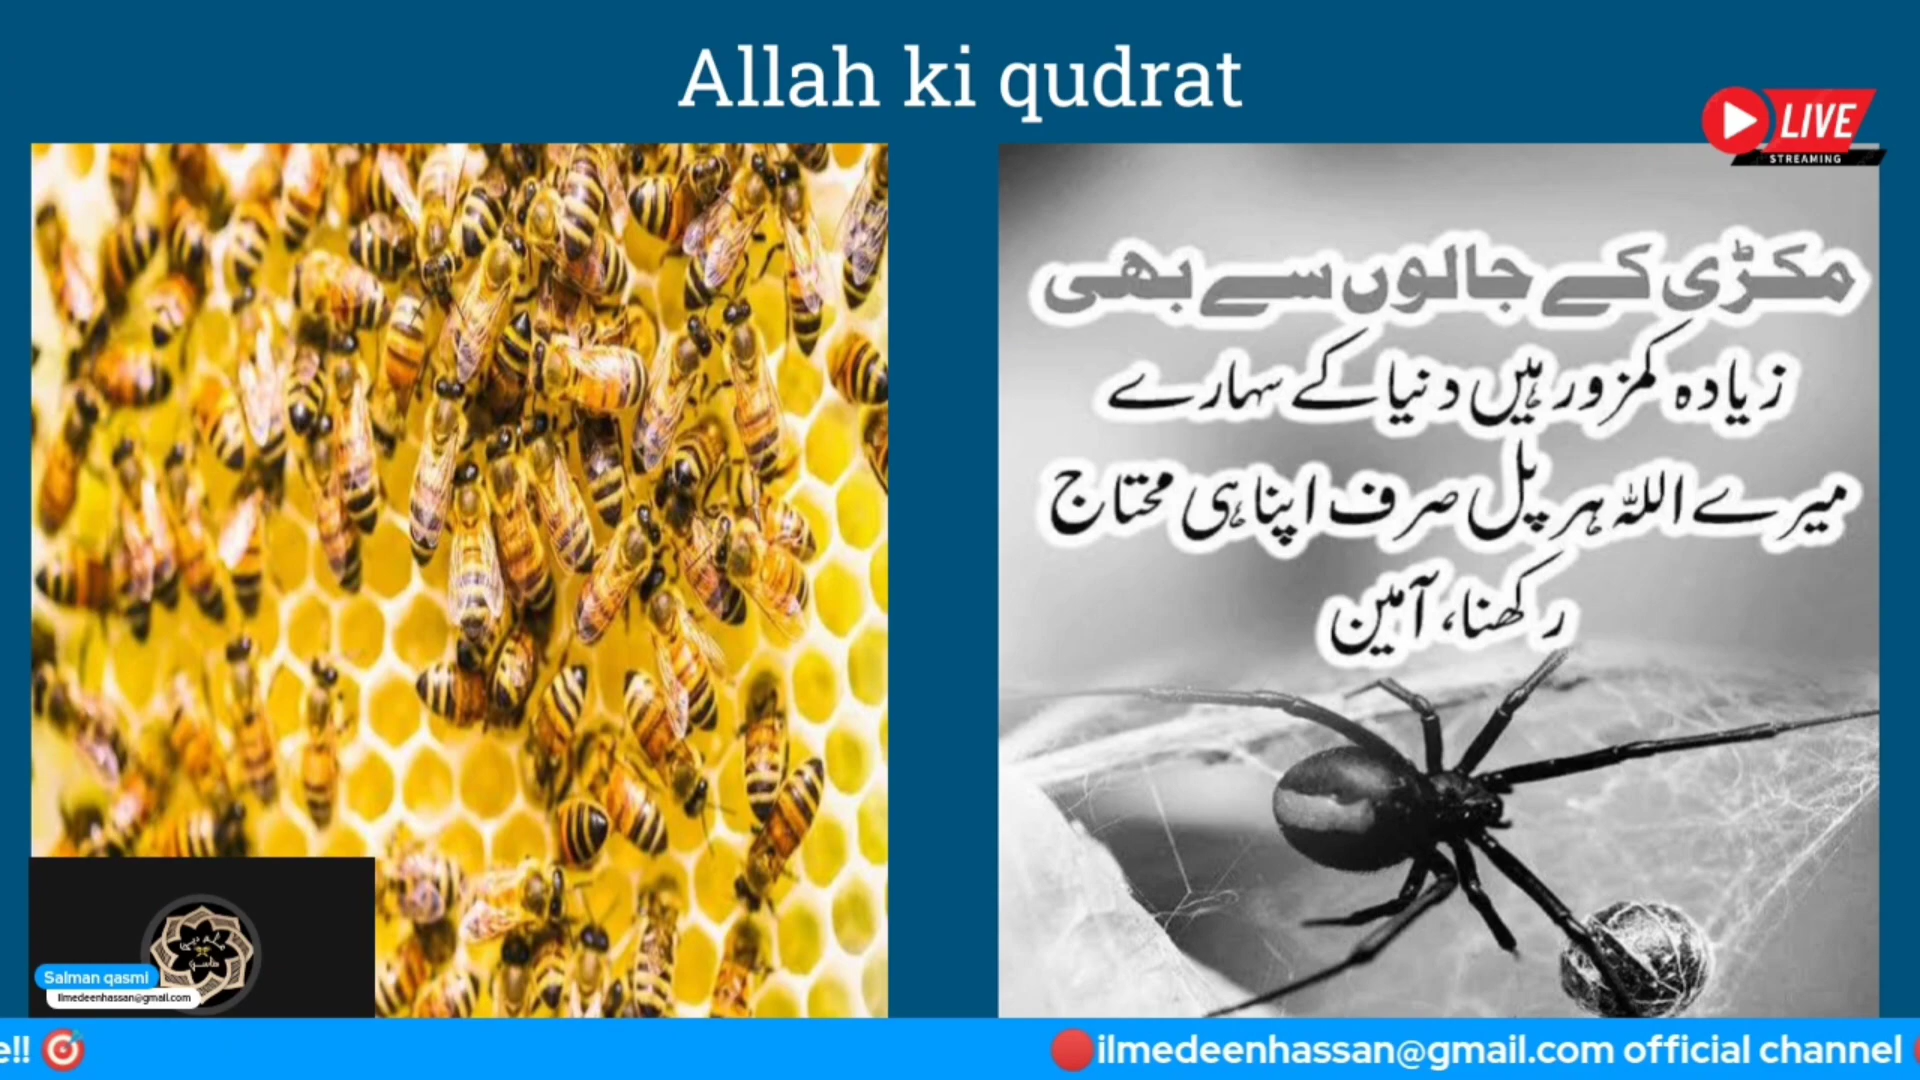 Allah ki qudrat
LIVE
STREAMING
مکڑی کے جالوں سے بھی
زیادہ کمزور ہیں دنیا کے سہارے
میرے اللہ ہر پل صرف اپنا ہی محتاج
رکھنا، آمین
Salman qasmi
ilmedeenhassan@gmail.com
e!! 🎯
🔴ilmedeenhassan@gmail.com official channel